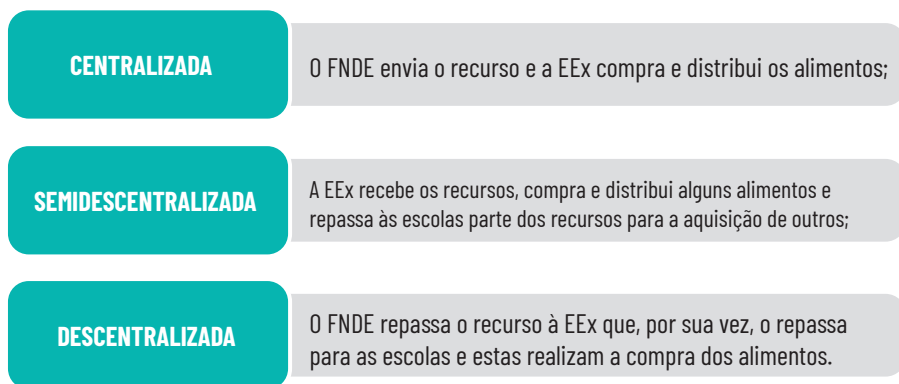 CENTRALIZADA
O FNDE envia o recurso e a EEx compra e distribui os alimentos;
SEMIDESCENTRALIZADA
A EEx recebe os recursos, compra e distribui alguns alimentos e
repassa às escolas parte dos recursos para a aquisição de outros;
DESCENTRALIZADA
O FNDE repassa o recurso à EEx que, por sua vez, o repassa
para as escolas e estas realizam a compra dos alimentos.